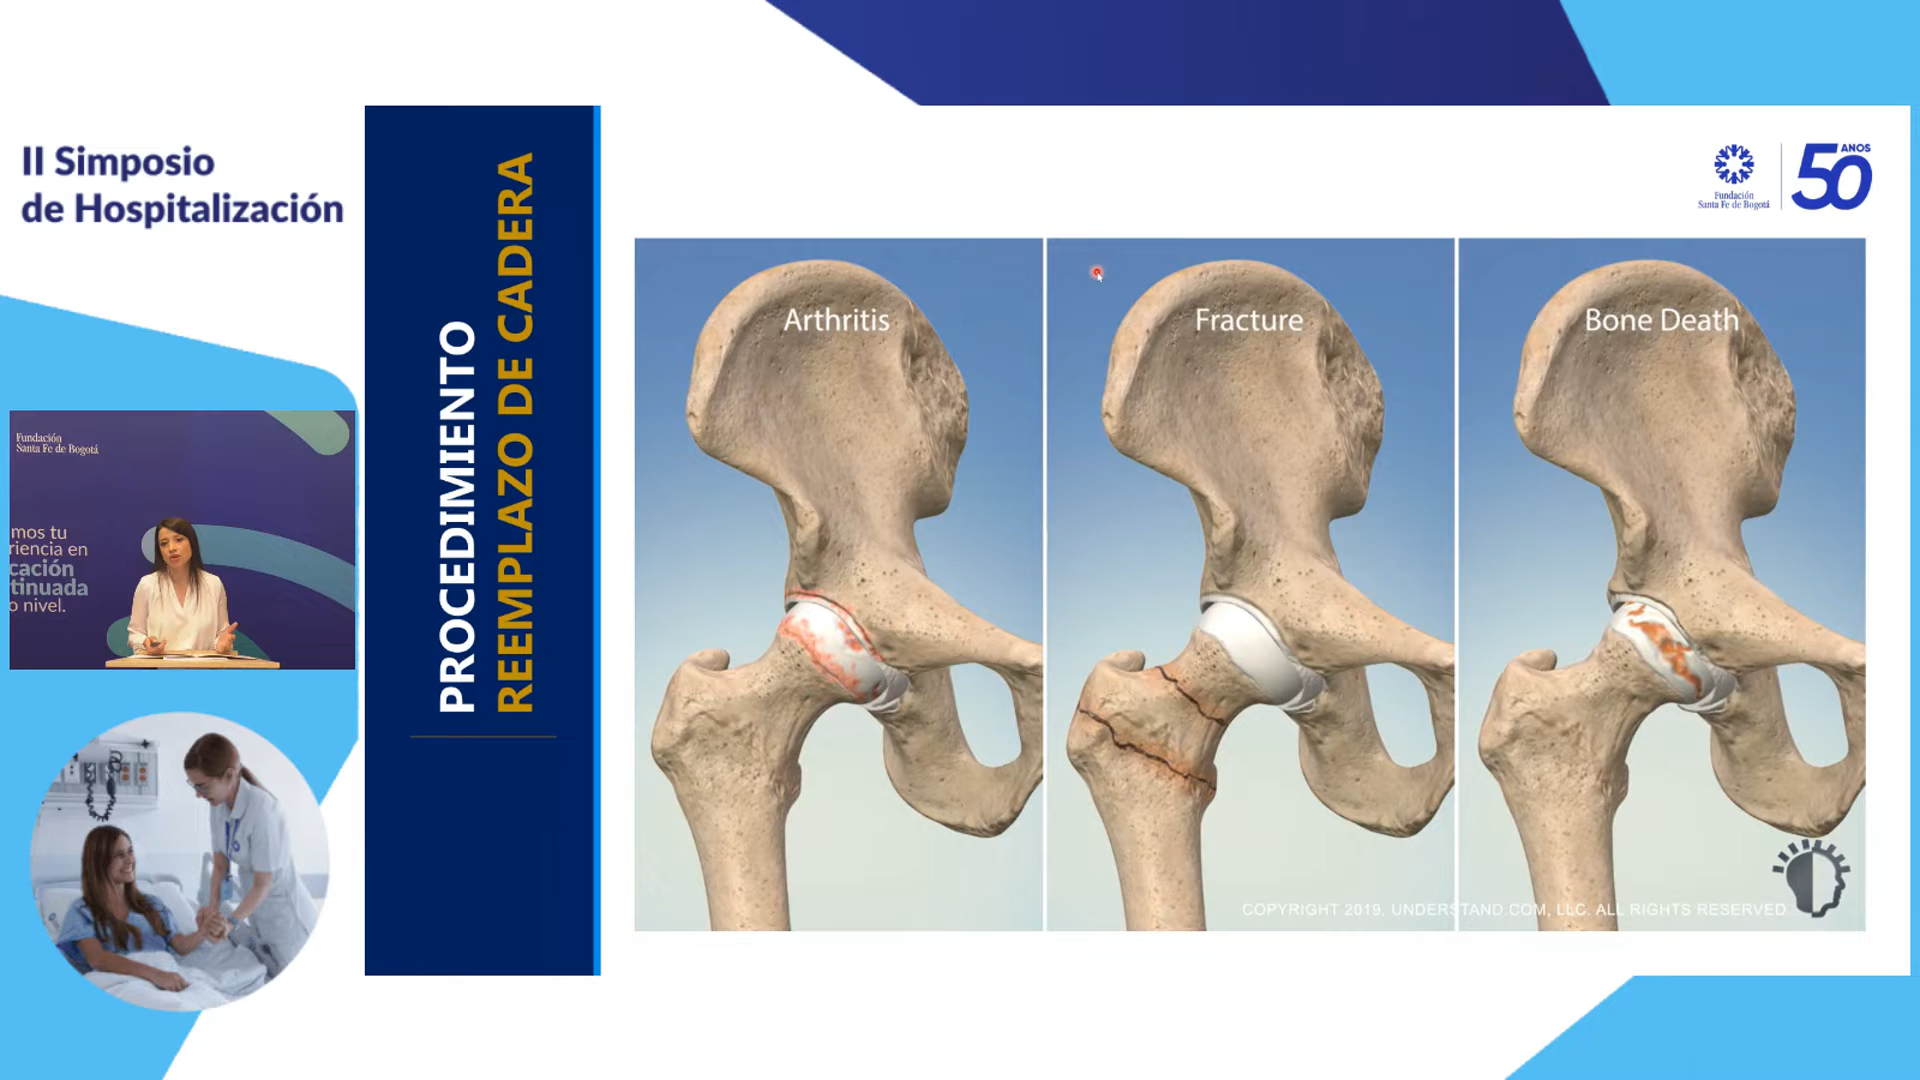 II Simposio
de Hospitalización
Fundación
Santa Fe de Bogotá
mos tu
riencia en
cación
tinuada
o nivel.
PROCEDIMIENTO
REEMPLAZO DE CADERA
Fundación
Santa Fe de Bogotá
50 AÑOS
Arthritis
Fracture
Bone Death
COPYRIGHT 2019, UNDERSTAND.COM, LLC. ALL RIGHTS RESERVED